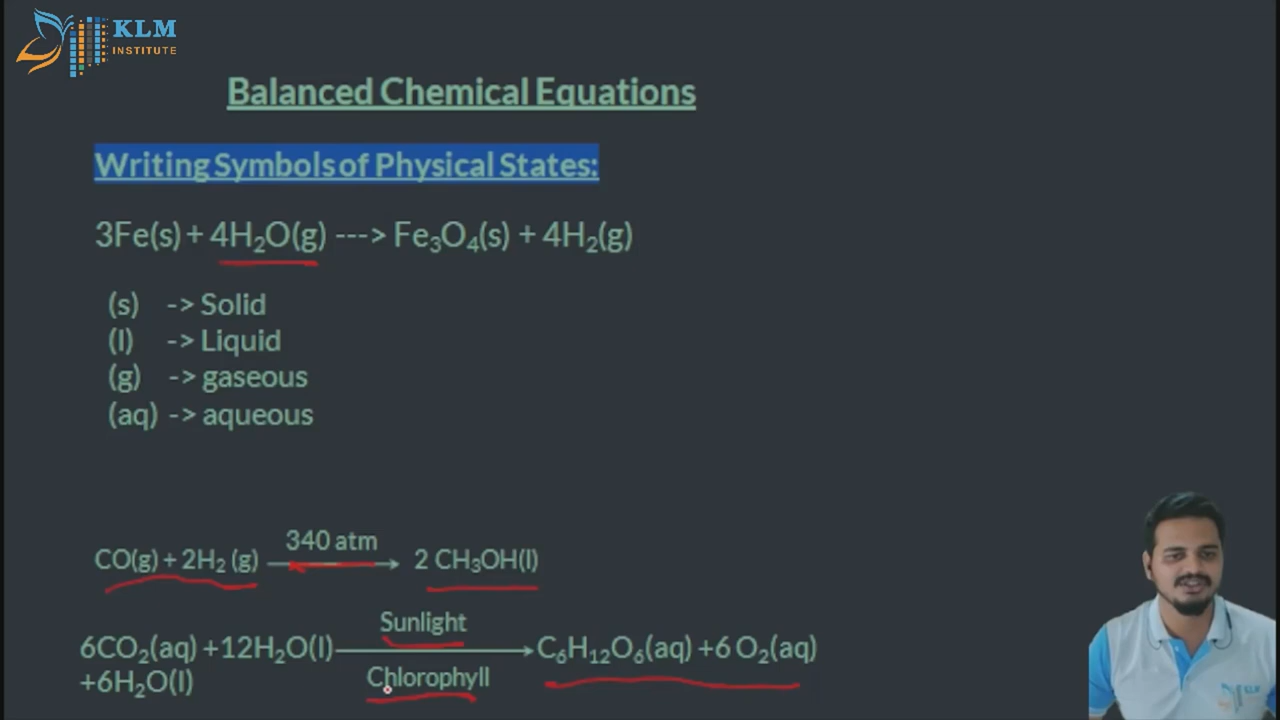 KLM
INSTITUTE
Balanced Chemical Equations
Writing Symbols of Physical States:
3Fe(s) + 4H₂O(g) ---> Fe₃O₄(s) + 4H₂(g)
(s) -> Solid
(l) -> Liquid
(g) -> gaseous
(aq) -> aqueous
340 atm
CO(g) + 2H₂ (g) → 2 CH₃OH(l)
Sunlight
6CO₂(aq) +12H₂O(l) → C₆H₁₂O₆(aq) +6 O₂(aq)
Chlorophyll
+6H₂O(l)